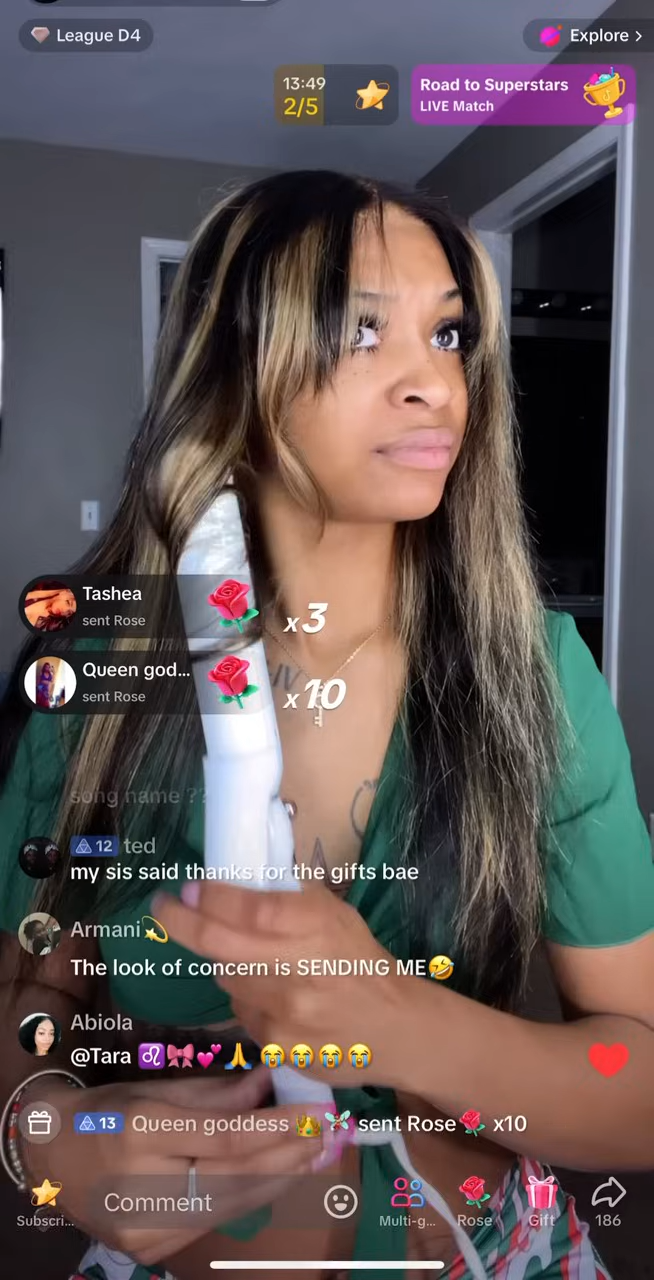 League D4
Explore >
13:49
2/5
Road to Superstars
LIVE Match
Tashea
sent Rose
x3
Queen god...
sent Rose
x10
song name ??
12 ted
my sis said thanks for the gifts bae
Armani💫
The look of concern is SENDING ME🤣
Abiola
@Tara ♌🎀💕🙏 😭😭😭😭
13 Queen goddess 👑🧚 sent Rose🌹 x10
Subscri...
Comment
Multi-g...
Rose
Gift
186